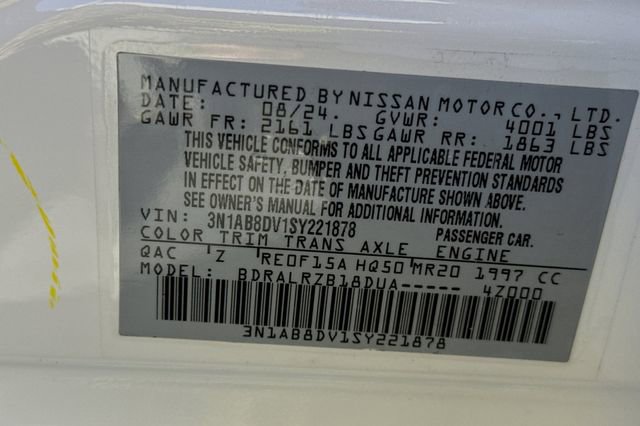 MANUFACTURED BY NISSAN MOTOR CO., LTD.
DATE: 08/24. GVWR: 4001 LBS
GAWR FR: 2161 LBS GAWR RR: 1863 LBS
THIS VEHICLE CONFORMS TO ALL APPLICABLE FEDERAL MOTOR
VEHICLE SAFETY, BUMPER AND THEFT PREVENTION STANDARDS
IN EFFECT ON THE DATE OF MANUFACTURE SHOWN ABOVE.
SEE OWNER'S MANUAL FOR ADDITIONAL INFORMATION.
VIN: 3N1AB8DV1SY221878 PASSENGER CAR.
COLOR TRIM TRANS AXLE ENGINE
QAC Z RE0F15A HQ50 MR20 1997 CC
MODEL: BDRALRZB18DUA----- 4Z000
3N1AB8DV1SY221878